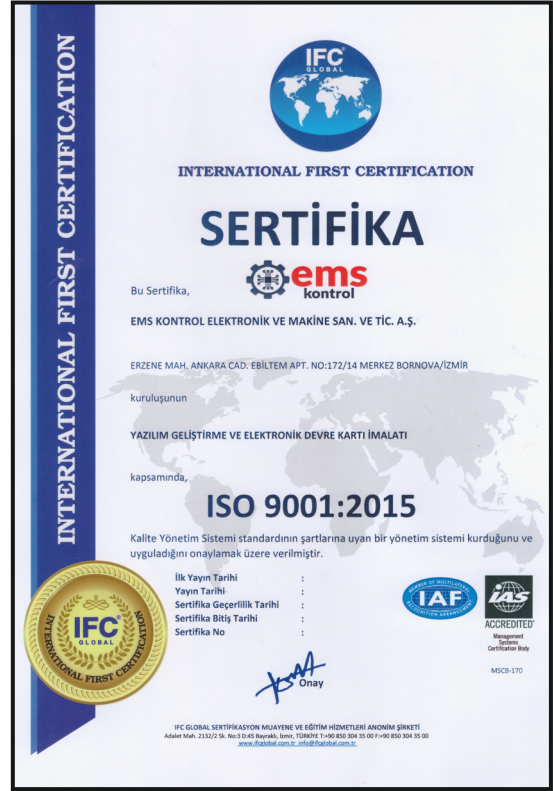 INTERNATIONAL FIRST CERTIFICATION
IFC
GLOBAL
INTERNATIONAL FIRST CERTIFICATION
SERTİFİKA
ems
kontrol
Bu Sertifika,
EMS KONTROL ELEKTRONİK VE MAKİNE SAN. VE TİC. A.Ş.
ERZENE MAH. ANKARA CAD. EBİLTEM APT. NO:172/14 MERKEZ BORNOVA/İZMİR
kuruluşunun
YAZILIM GELİŞTİRME VE ELEKTRONİK DEVRE KARTI İMALATI
kapsamında,
ISO 9001:2015
Kalite Yönetim Sistemi standardının şartlarına uyan bir yönetim sistemi kurduğunu ve
uyguladığını onaylamak üzere verilmiştir.
İlk Yayın Tarihi :
Yayın Tarihi :
Sertifika Geçerlilik Tarihi :
Sertifika Bitiş Tarihi :
Sertifika No :
MEMBER OF MULTILATERAL
IAF
RECOGNITION ARRANGEMENT
ias
ACCREDITED
Management
Systems
Certification Body
MSCB-170
IFC
GLOBAL
INTERNATIONAL FIRST CERTIFICATION
Onay
IFC GLOBAL SERTİFİKASYON MUAYENE VE EĞİTİM HİZMETLERİ ANONİM ŞİRKETİ
Adalet Mah. 2132/2 Sk. No:3 D:45 Bayraklı, İzmir, TÜRKİYE T:+90 850 304 35 00 F:+90 850 304 35 00
www.ifcglobal.com.tr info@ifcglobal.com.tr